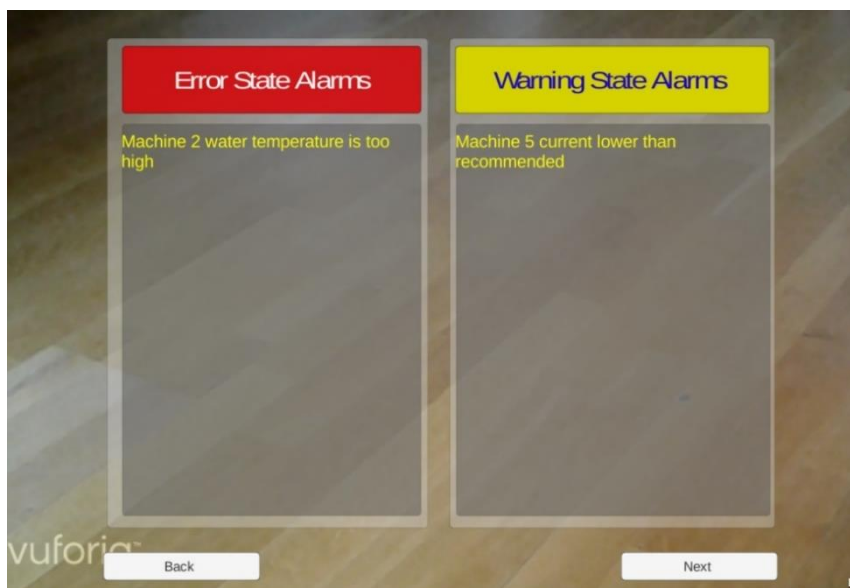 Error State Alarms
Warning State Alarms
Machine 2 water temperature is too
high
Machine 5 current lower than
recommended
vuforia™
Back
Next